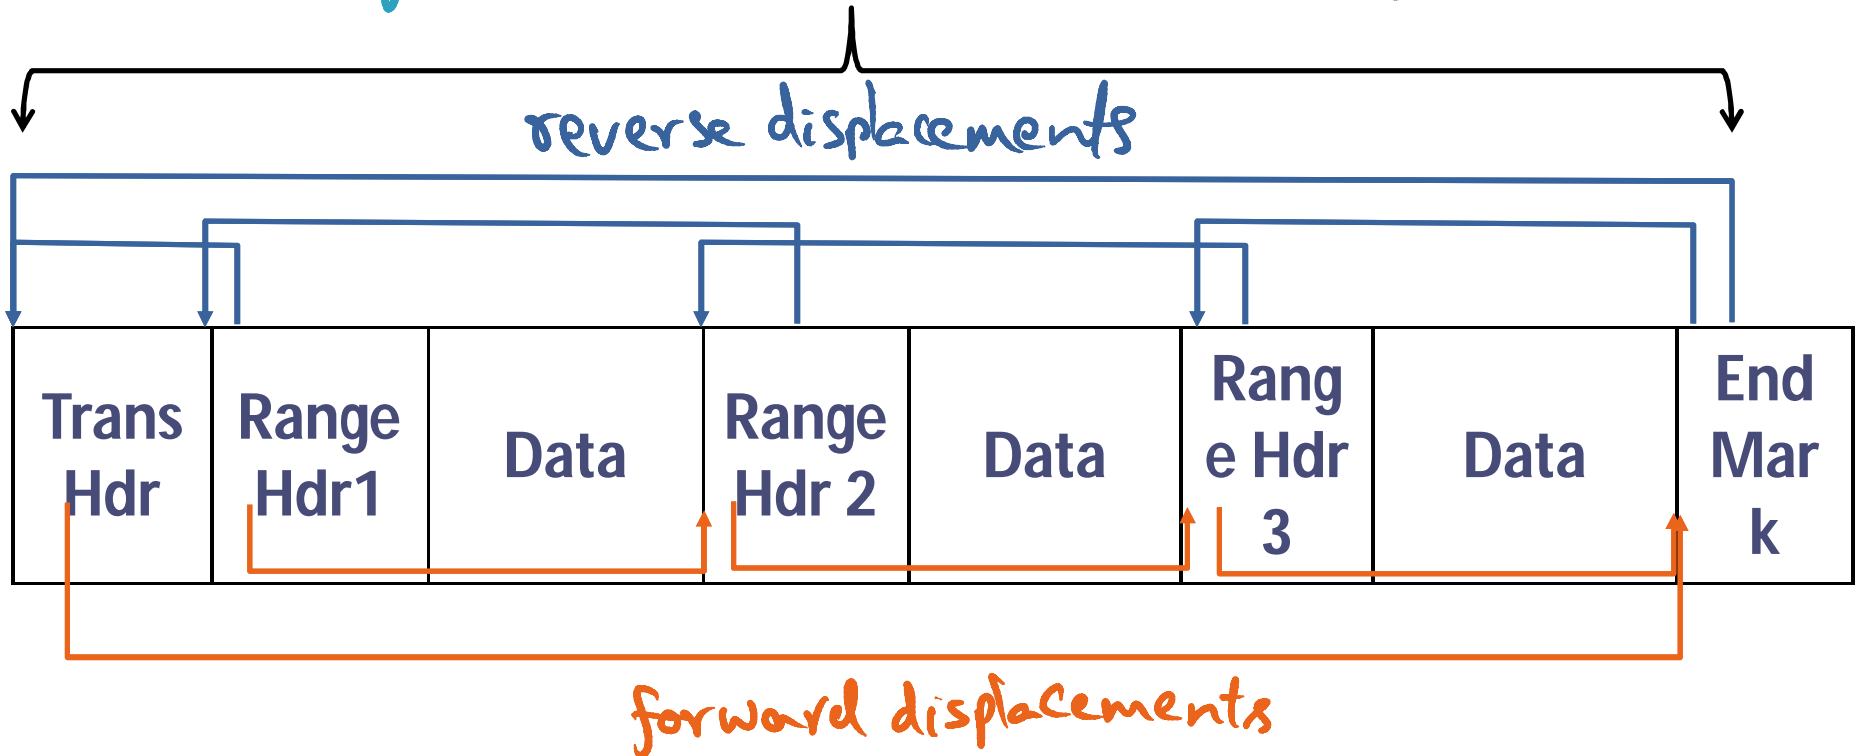 reverse displacements
Trans
Hdr
Range
Hdr1
Data
Range
Hdr 2
Data
Rang
e Hdr
3
Data
End
Mar
k
forward displacements